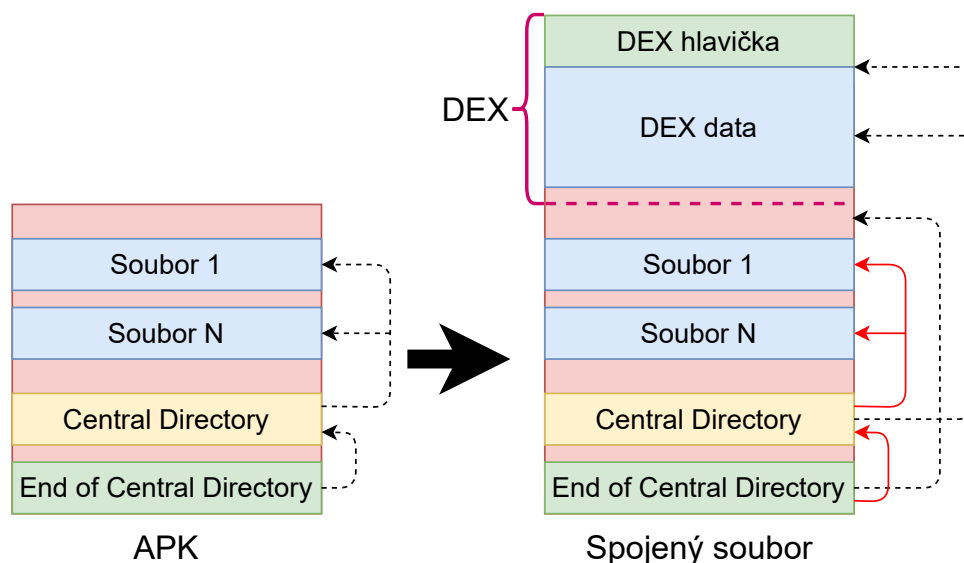 Soubor 1
Soubor N
Central Directory
End of Central Directory
APK
DEX
DEX hlavička
DEX data
Soubor 1
Soubor N
Central Directory
End of Central Directory
Spojený soubor